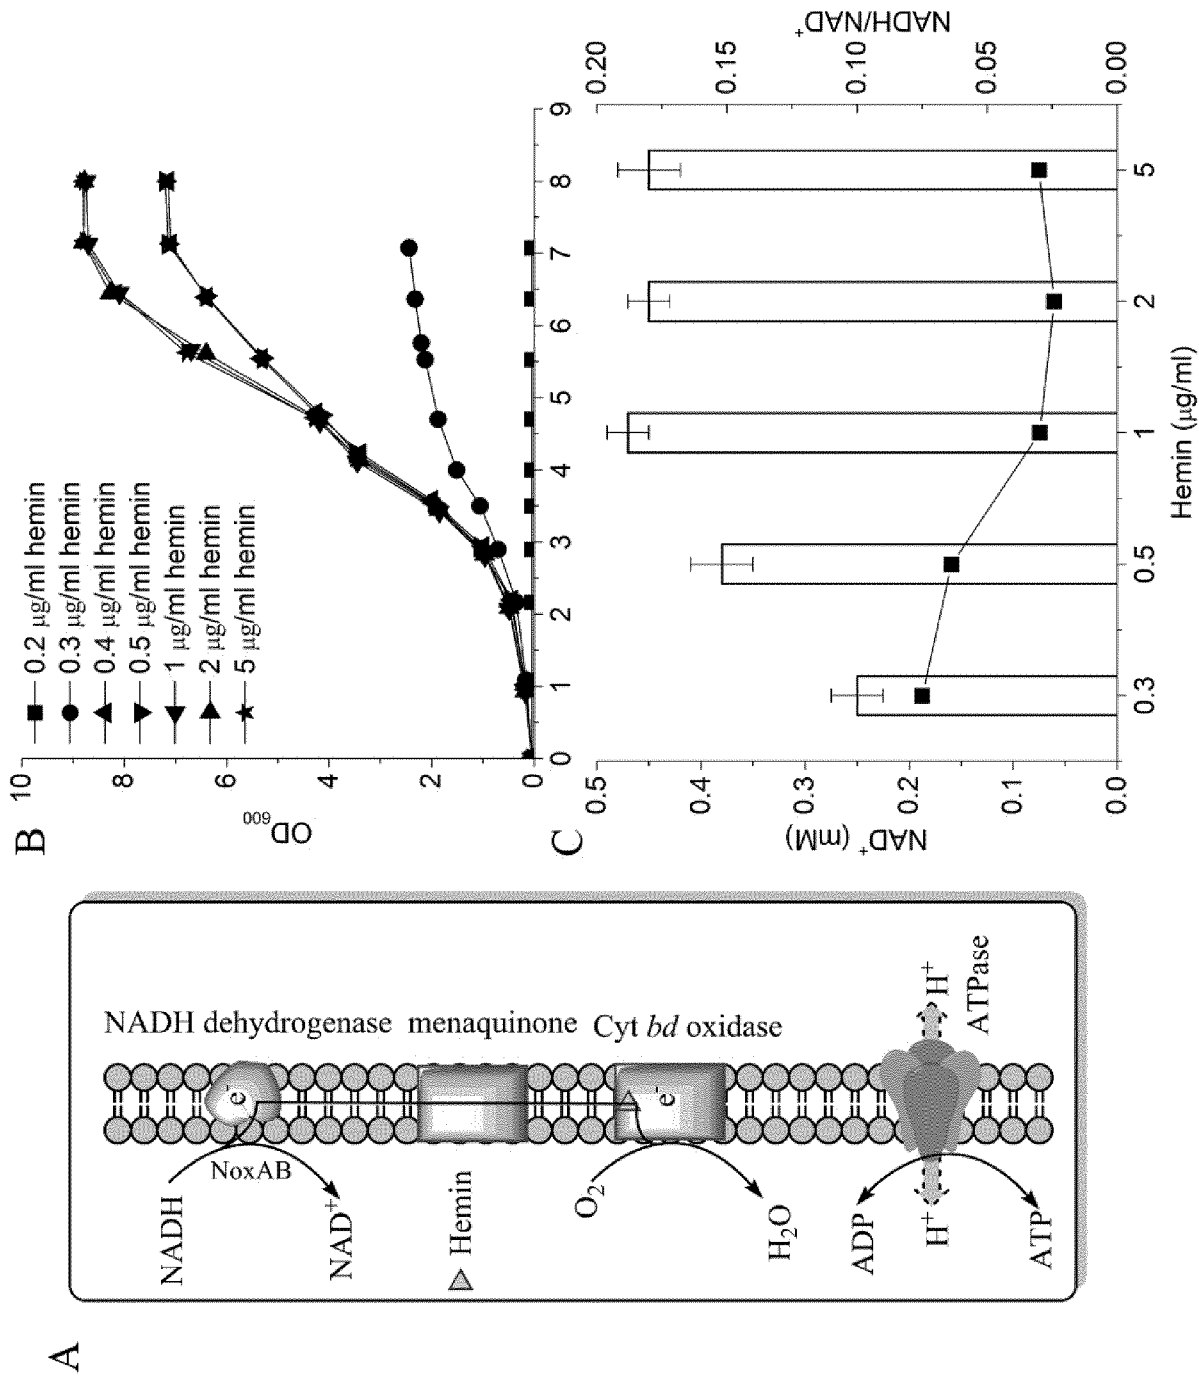 A
NADH dehydrogenase menaquinone Cyt bd oxidase
e-
e-
NoxAB
NADH
NAD+
Hemin
O2
H2O
ADP
ATP
H+
H+
ATPase
B
0.2 µg/ml hemin
0.3 µg/ml hemin
0.4 µg/ml hemin
0.5 µg/ml hemin
1 µg/ml hemin
2 µg/ml hemin
5 µg/ml hemin
OD600
10
8
6
4
2
0
0 1 2 3 4 5 6 7 8 9
C
NAD+ (mM)
0.5
0.4
0.3
0.2
0.1
0.0
0.3 0.5 1 2 5
Hemin (µg/ml)
0.20
0.15
0.10
0.05
0.00
NADH/NAD+